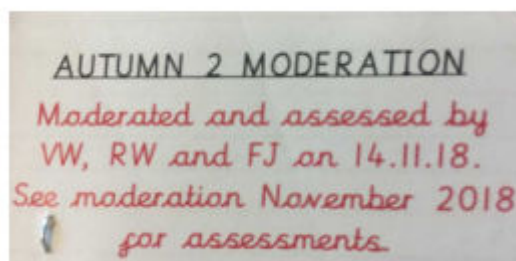 AUTUMN 2 MODERATION
Moderated and assessed by
VW, RW and FJ on 14.11.18.
See moderation November 2018
for assessments.